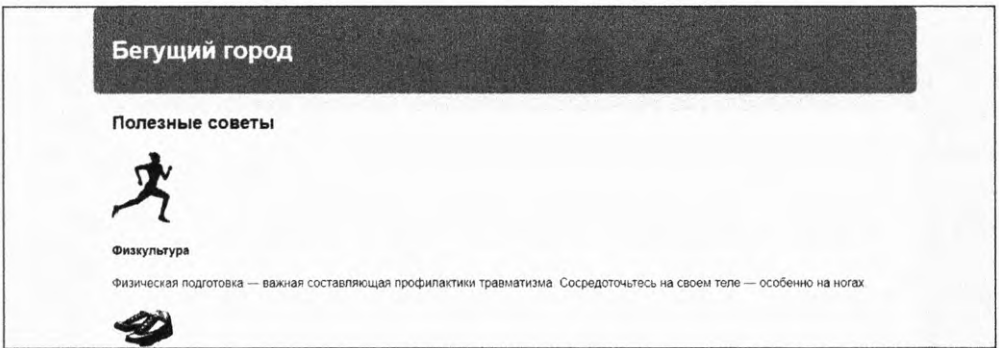 Бегущий город
Полезные советы
Физкультура
Физическая подготовка — важная составляющая профилактики травматизма. Сосредоточьтесь на своем теле — особенно на ногах.